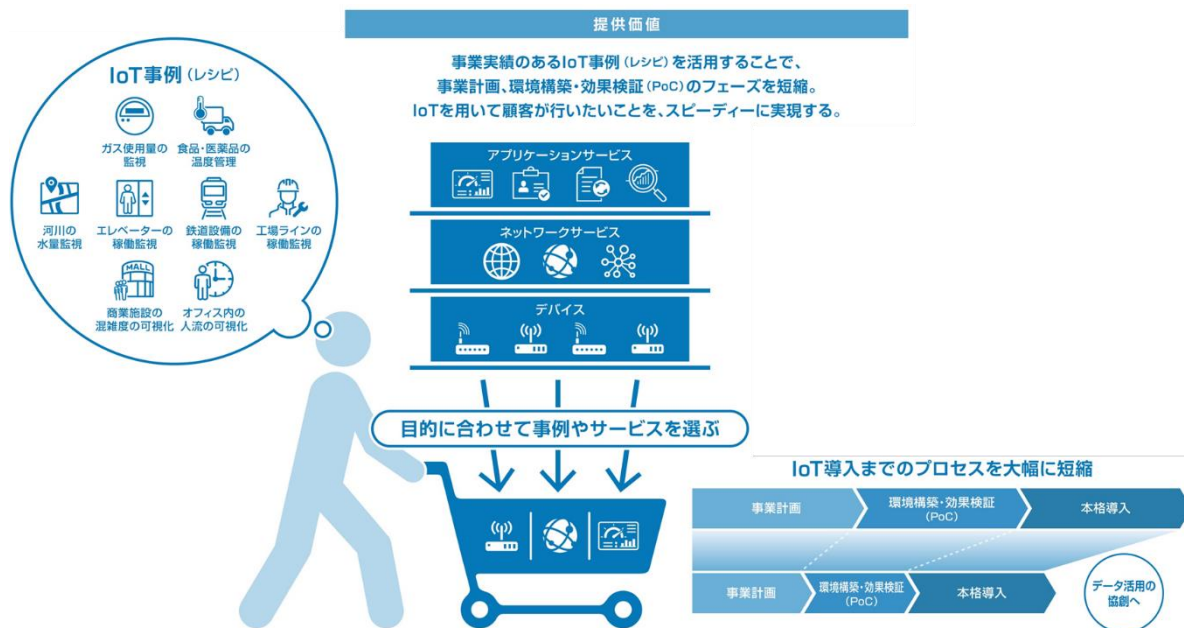 提供価値
事業実績のあるIoT事例(レシピ)を活用することで、
事業計画、環境構築・効果検証(PoC)のフェーズを短縮。
IoTを用いて顧客が行いたいことを、スピーディーに実現する。
IoT事例(レシピ)
ガス使用量の
監視
食品・医薬品の
温度管理
河川の
水量監視
エレベーターの
稼働監視
鉄道設備の
稼働監視
工場ラインの
稼働監視
MALL
商業施設の
混雑度の可視化
オフィス内の
人流の可視化
アプリケーションサービス
ネットワークサービス
デバイス
目的に合わせて事例やサービスを選ぶ
IoT導入までのプロセスを大幅に短縮
事業計画
環境構築・効果検証
(PoC)
本格導入
事業計画
環境構築・効果検証
(PoC)
本格導入
データ活用の
協創へ